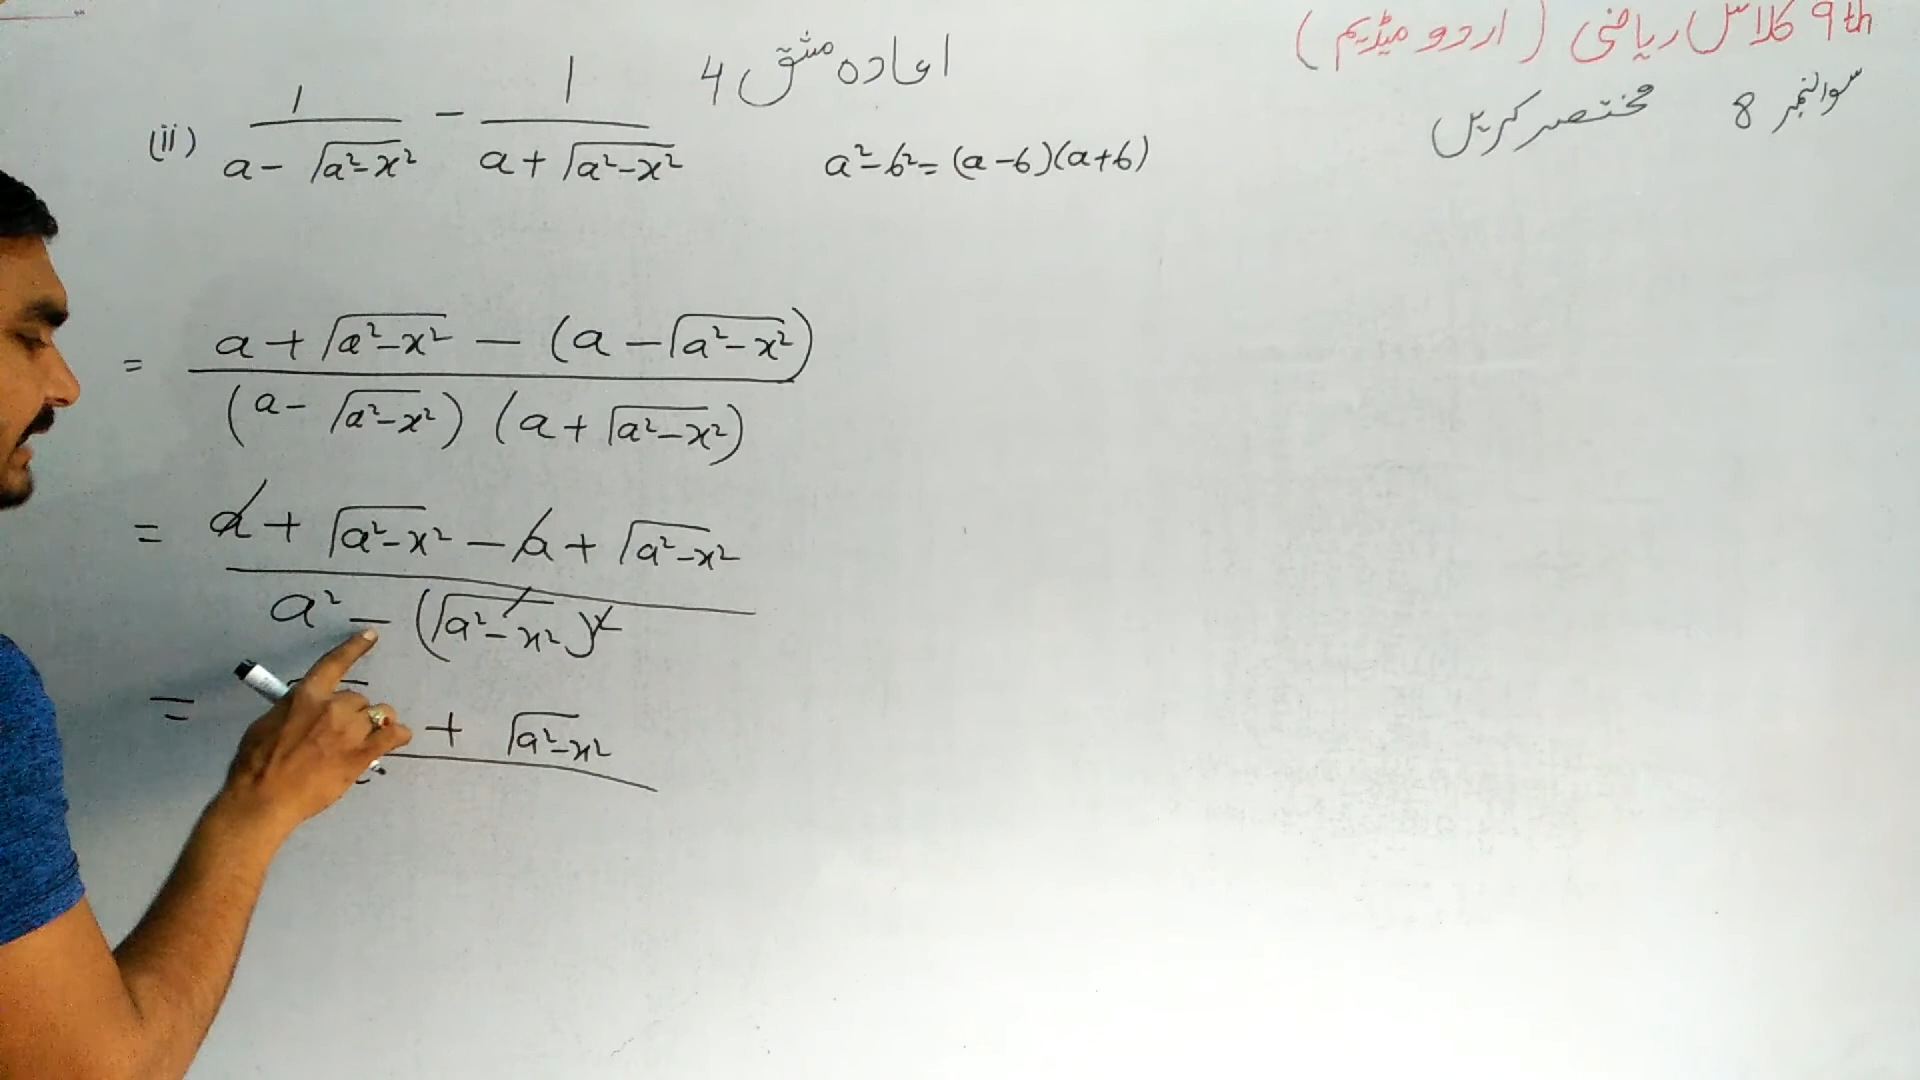 9th کلاس ریاضی (اردو میڈیم)
اعادہ مشق 4
سوالنمبر 8 مختصر کریں
(ii) 1/(a - √(a² - x²)) - 1/(a + √(a² - x²))
a² - b² = (a - b)(a + b)
= (a + √(a² - x²) - (a - √(a² - x²))) / ((a - √(a² - x²)) (a + √(a² - x²)))
= (a + √(a² - x²) - a + √(a² - x²)) / (a² - (√(a² - x²))²)
= + √(a² - x²)